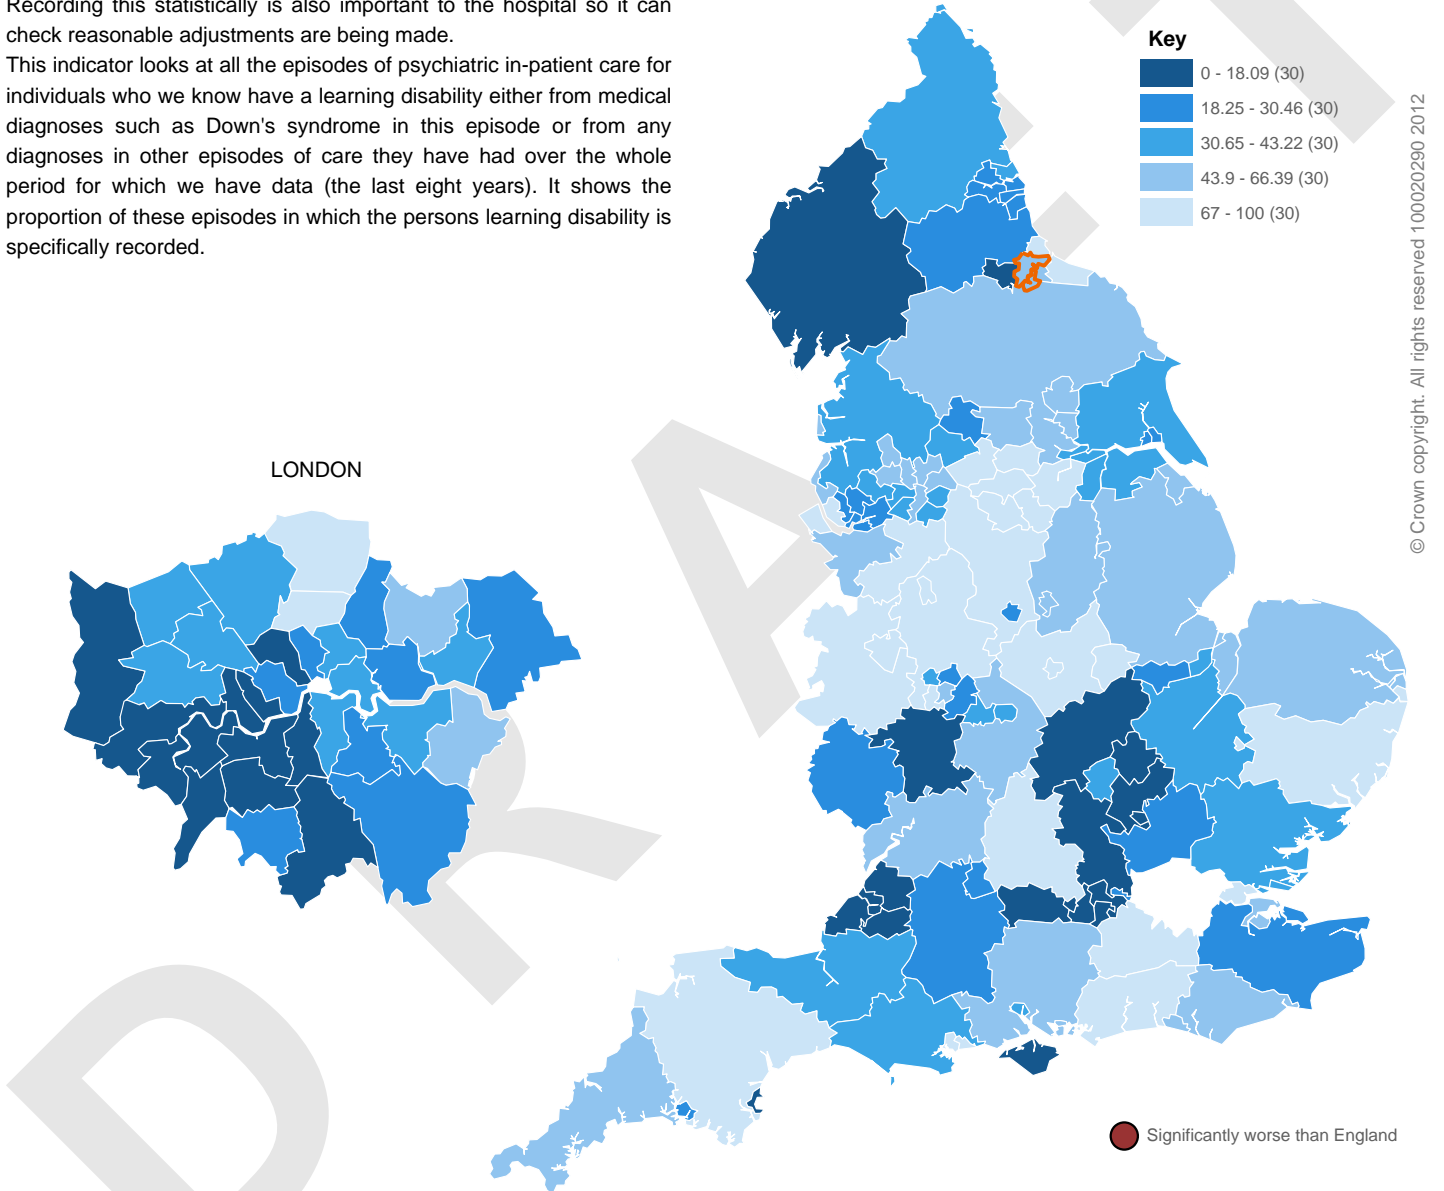 Recording this statistically is also important to the hospital so it can
check reasonable adjustments are being made.
This indicator looks at all the episodes of psychiatric in-patient care for
individuals who we know have a learning disability either from medical
diagnoses such as Down's syndrome in this episode or from any
diagnoses in other episodes of care they have had over the whole
period for which we have data (the last eight years). It shows the
proportion of these episodes in which the persons learning disability is
specifically recorded.
Key
0 - 18.09 (30)
18.25 - 30.46 (30)
30.65 - 43.22 (30)
43.9 - 66.39 (30)
67 - 100 (30)
© Crown copyright. All rights reserved 100020290 2012
LONDON
Significantly worse than England
DRAFT